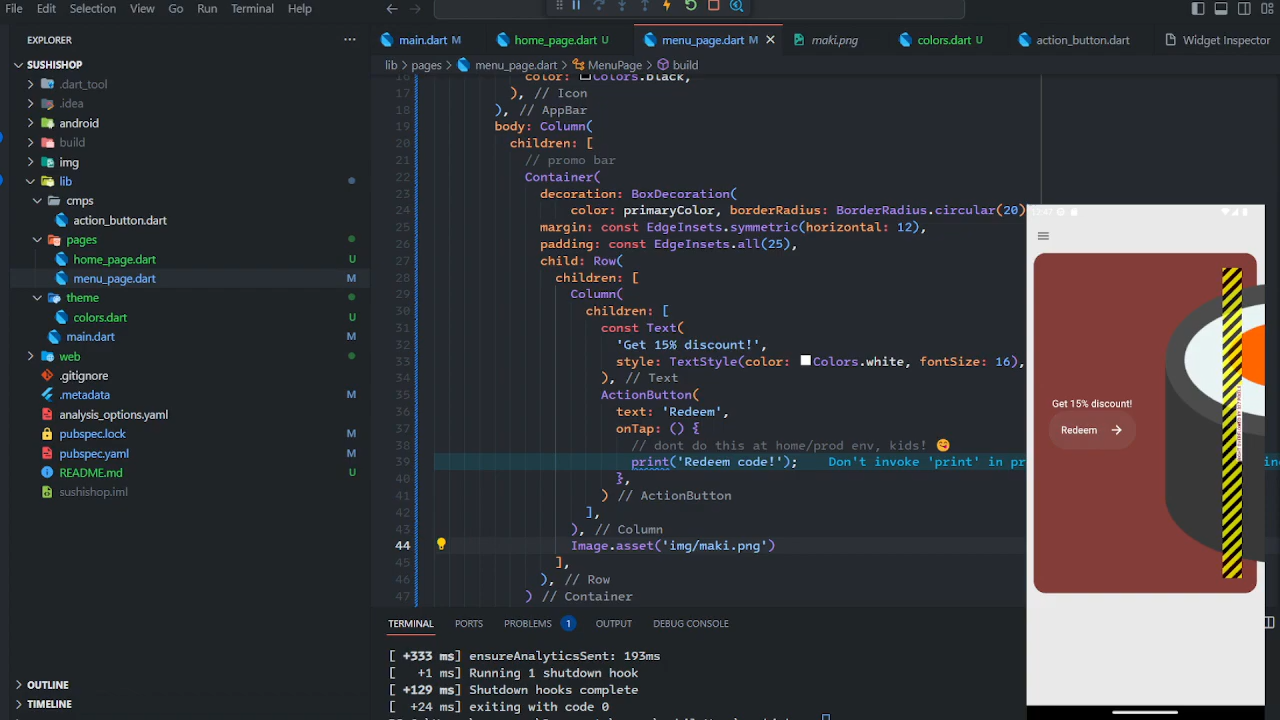 File Edit Selection View Go Run Terminal Help
EXPLORER
SUSHISHOP
.dart_tool
.idea
android
build
img
lib
cmps
action_button.dart
pages
home_page.dart U
menu_page.dart M
theme
colors.dart U
main.dart M
web
.gitignore
.metadata M
analysis_options.yaml
pubspec.lock M
pubspec.yaml M
README.md U
sushishop.iml
OUTLINE
TIMELINE
main.dart M home_page.dart U menu_page.dart M maki.png colors.dart U action_button.dart Widget Inspector
lib > pages > menu_page.dart > MenuPage > build
16 color: Colors.black,
17 ), // Icon
18 ), // AppBar
19 body: Column(
20 children: [
21 // promo bar
22 Container(
23 decoration: BoxDecoration(
24 color: primaryColor, borderRadius: BorderRadius.circular(20)
25 margin: const EdgeInsets.symmetric(horizontal: 12),
26 padding: const EdgeInsets.all(25),
27 child: Row(
28 children: [
29 Column(
30 children: [
31 const Text(
32 'Get 15% discount!',
33 style: TextStyle(color: Colors.white, fontSize: 16),
34 ), // Text
35 ActionButton(
36 text: 'Redeem',
37 onTap: () {
38 // dont do this at home/prod env, kids! 😋
39 print('Redeem code!'); Don't invoke 'print' in pr
40 },
41 ) // ActionButton
42 ],
43 ), // Column
44 Image.asset('img/maki.png')
45 ],
46 ), // Row
47 ) // Container
TERMINAL PORTS PROBLEMS 1 OUTPUT DEBUG CONSOLE
[ +333 ms] ensureAnalyticsSent: 193ms
[ +1 ms] Running 1 shutdown hook
[ +129 ms] Shutdown hooks complete
[ +24 ms] exiting with code 0
12:47
Get 15% discount!
Redeem